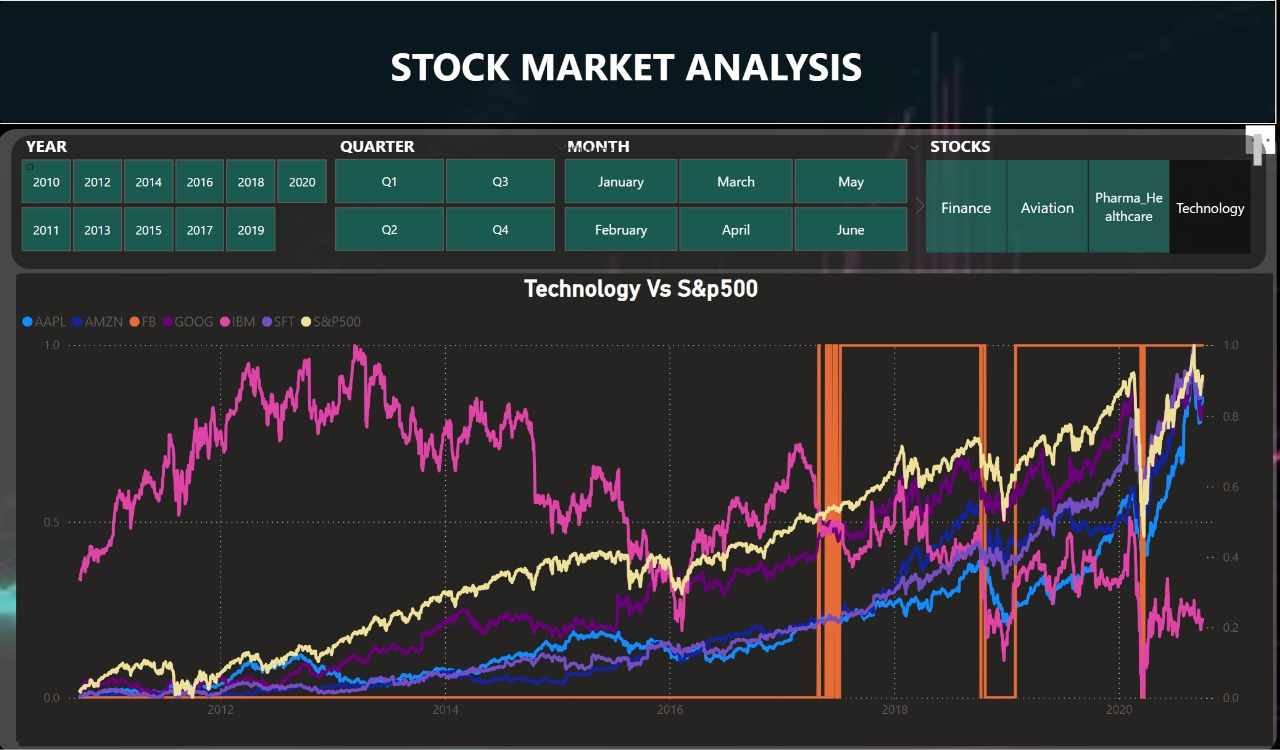 STOCK MARKET ANALYSIS
YEAR
2010 2012 2014 2016 2018 2020
2011 2013 2015 2017 2019
QUARTER
Q1 Q3
Q2 Q4
MONTH
January March May
February April June
STOCKS
Finance Aviation Pharma_He
althcare Technology
Technology Vs S&p500
AAPL AMZN FB GOOG IBM SFT S&P500
1.0
0.5
0.0
1.0
0.8
0.6
0.4
0.2
0.0
2012 2014 2016 2018 2020